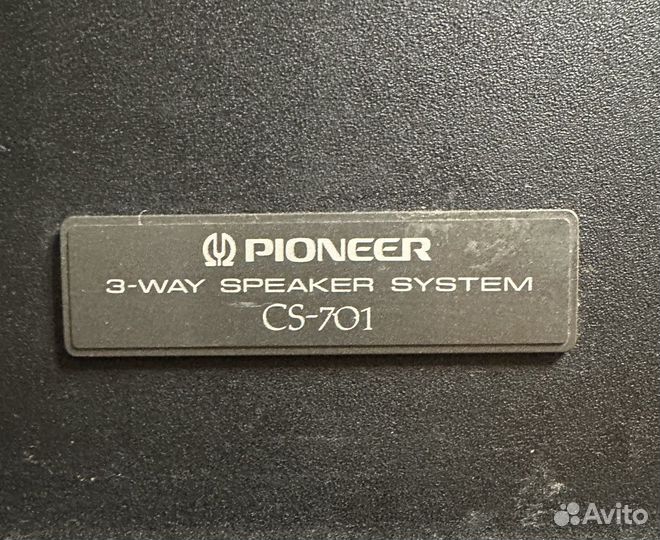 PIONEER
3-WAY SPEAKER SYSTEM
CS-701
Avito